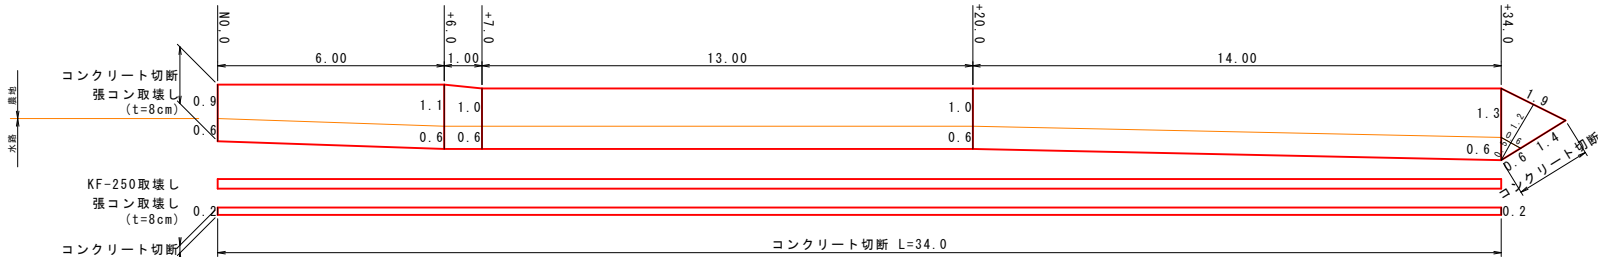 NO,0
+6.0
+7.0
+20.0
+34.0
6.00
1.00
13.00
14.00
コンクリート切断
張コン取壊し
(t=8cm)
農地
水路
0.9
0.6
1.1
0.6
1.0
0.6
1.0
0.6
1.3
0.6
1.9
1.2
0.6
1.4
コンクリート切断
KF-250取壊し
張コン取壊し
(t=8cm)
0.2
0.2
コンクリート切断
コンクリート切断 L=34.0